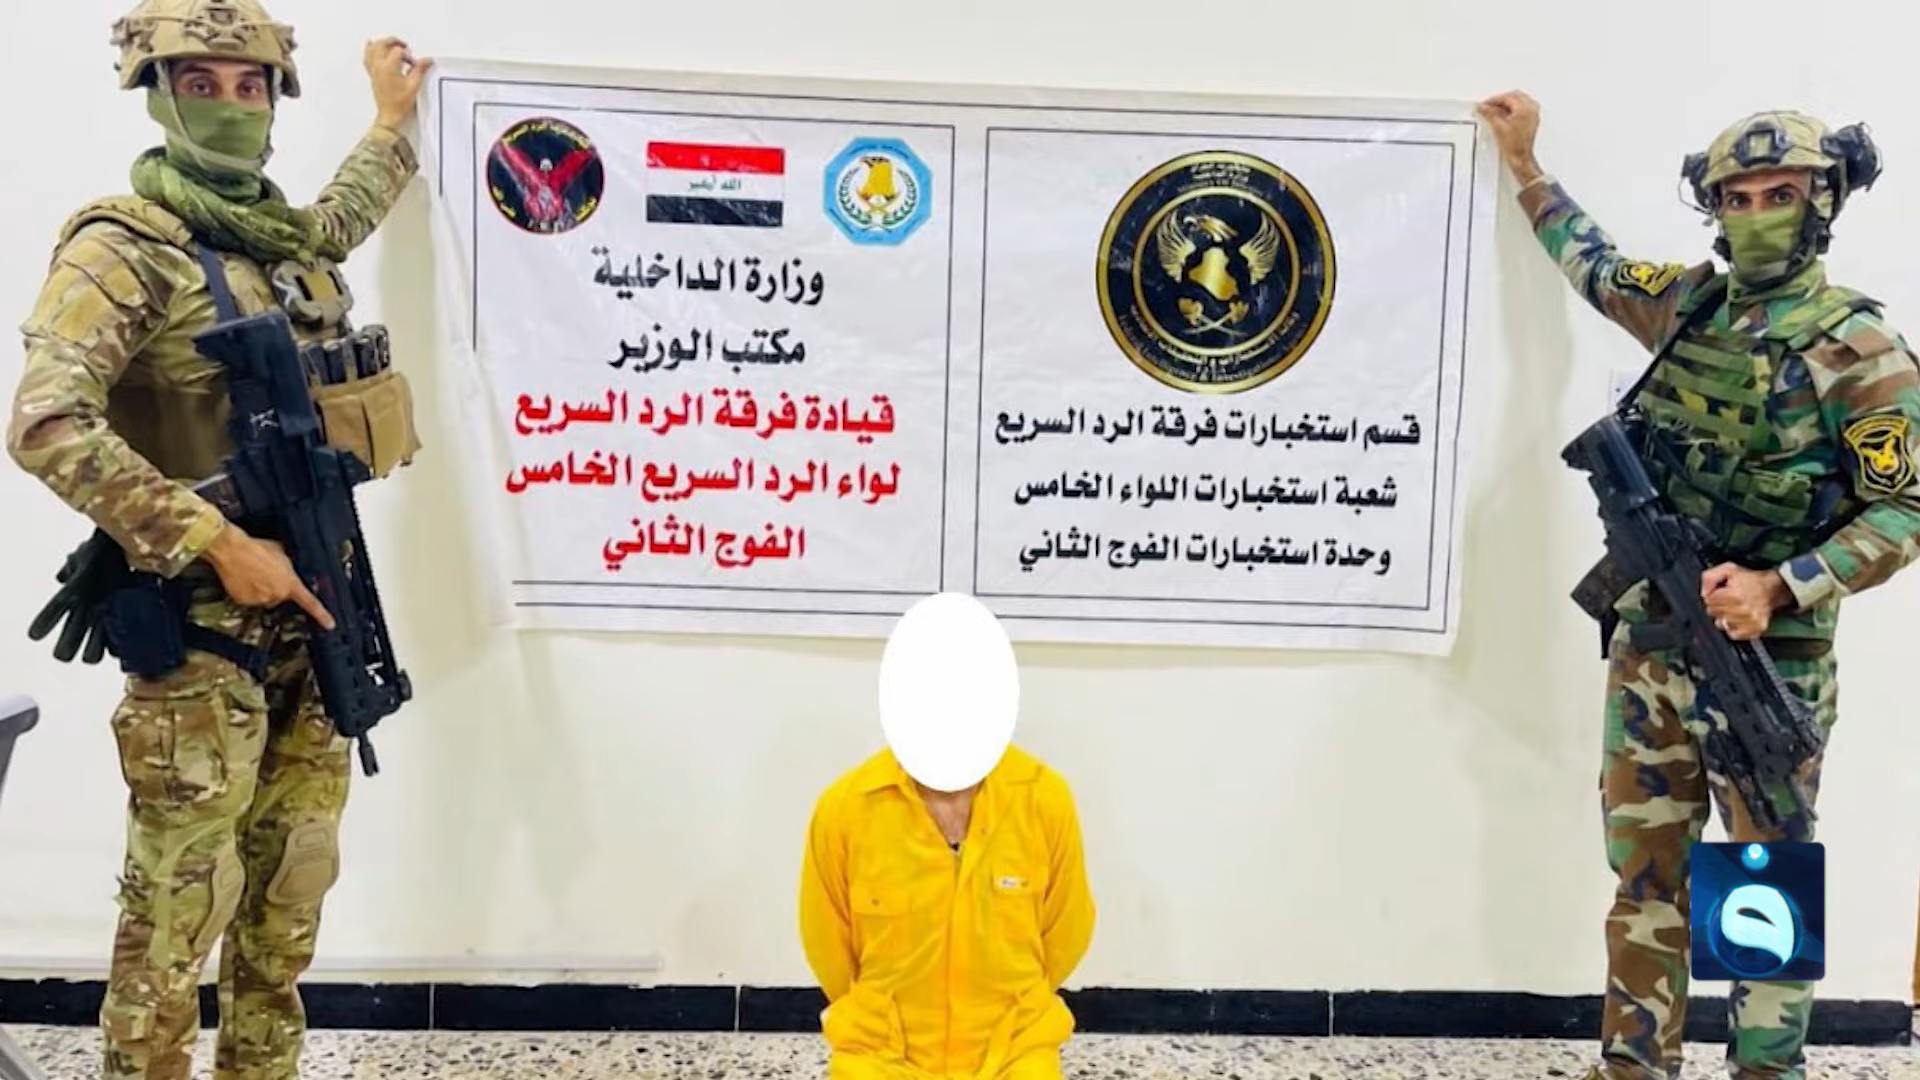 قسم استخبارات فرقة الرد السريع
شعبة استخبارات اللواء الخامس
وحدة استخبارات الفوج الثاني
الله أكبر
وزارة الداخلية
مكتب الوزير
قيادة فرقة الرد السريع
لواء الرد السريع الخامس
الفوج الثاني